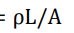 = ρL/A